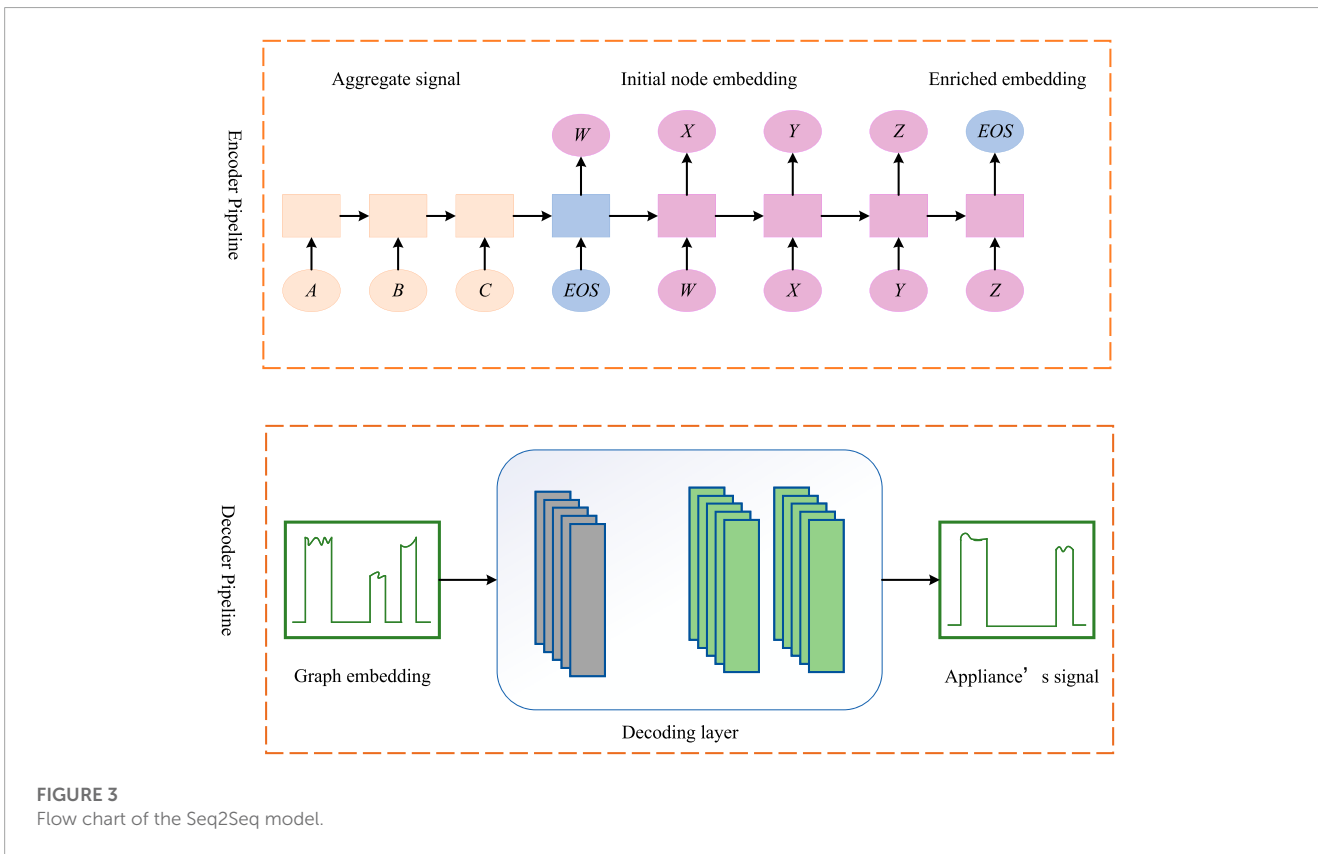 Aggregate signal
Initial node embedding
Enriched embedding
Encoder Pipeline
W
X
Y
Z
EOS
A
B
C
EOS
W
X
Y
Z
Decoder Pipeline
Graph embedding
Decoding layer
Appliance’s signal
FIGURE 3
Flow chart of the Seq2Seq model.